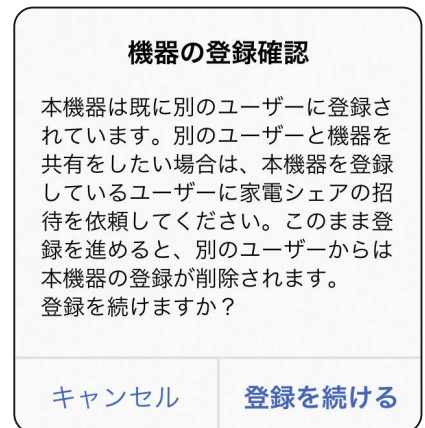 機器の登録確認
本機器は既に別のユーザーに登録さ
れています。別のユーザーと機器を
共有をしたい場合は、本機器を登録
しているユーザーに家電シェアの招
待を依頼してください。このまま登
録を進めると、別のユーザーからは
本機器の登録が削除されます。
登録を続けますか？
キャンセル
登録を続ける